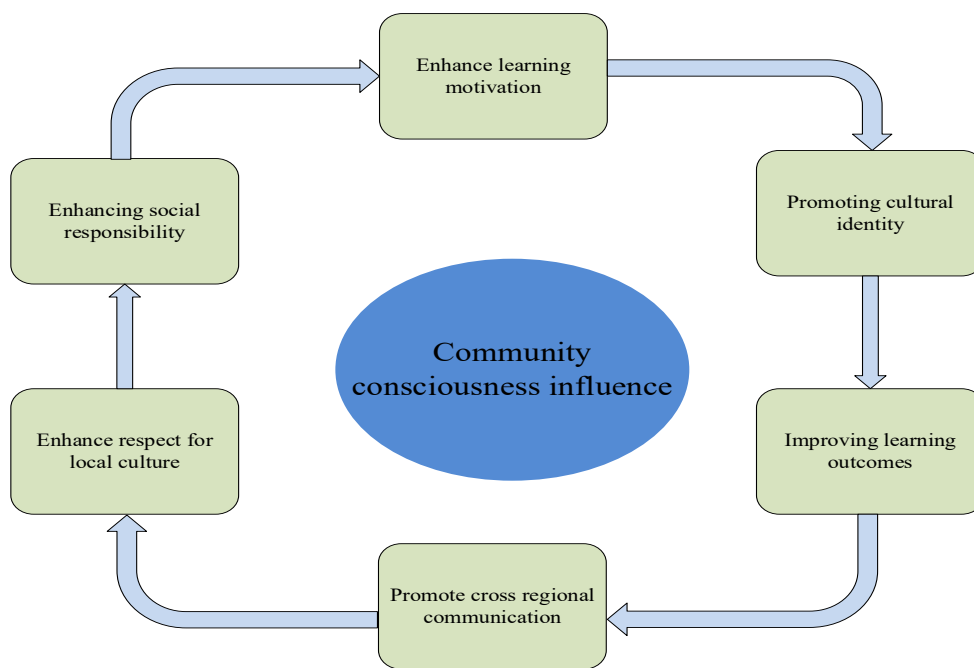 Enhance learning
motivation
Promoting cultural
identity
Improving learning
outcomes
Promote cross regional
communication
Enhance respect for
local culture
Enhancing social
responsibility
Community
consciousness influence